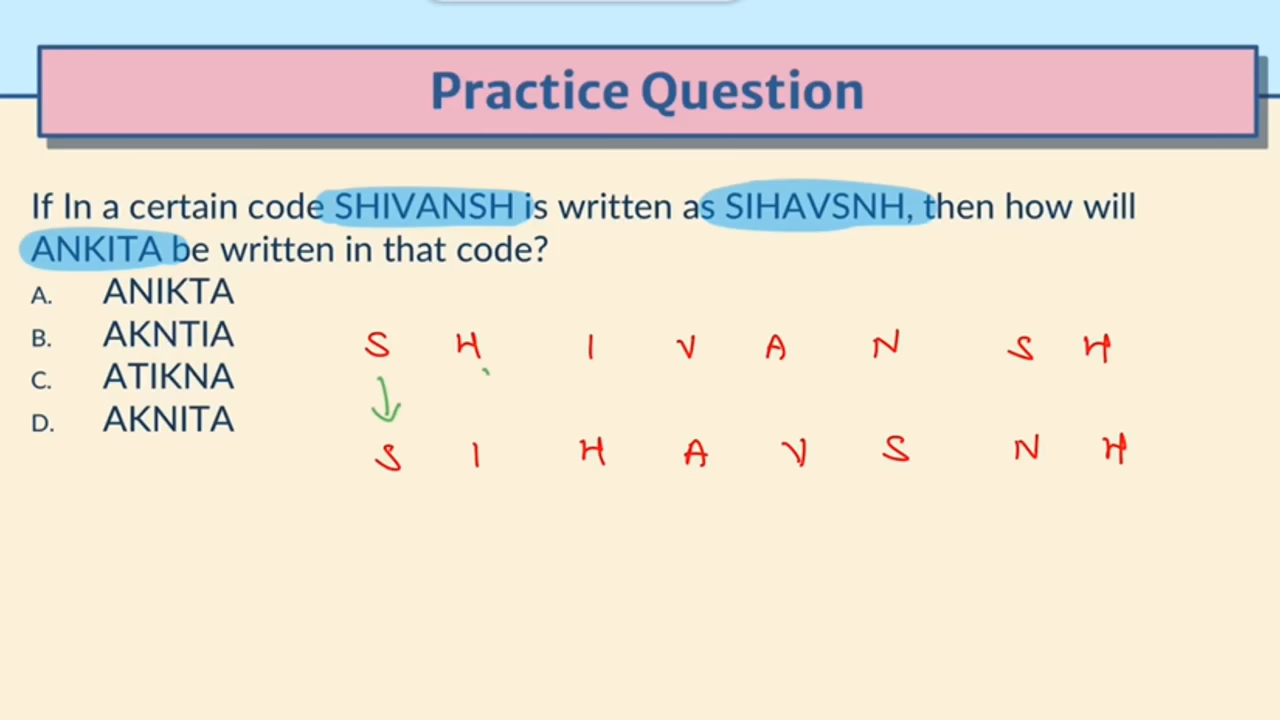 Practice Question
If In a certain code SHIVANSH is written as SIHAVSNH, then how will
ANKITA be written in that code?
A. ANIKTA
B. AKNTIA
C. ATIKNA
D. AKNITA
S H I V A N S H
S I H A V S N H